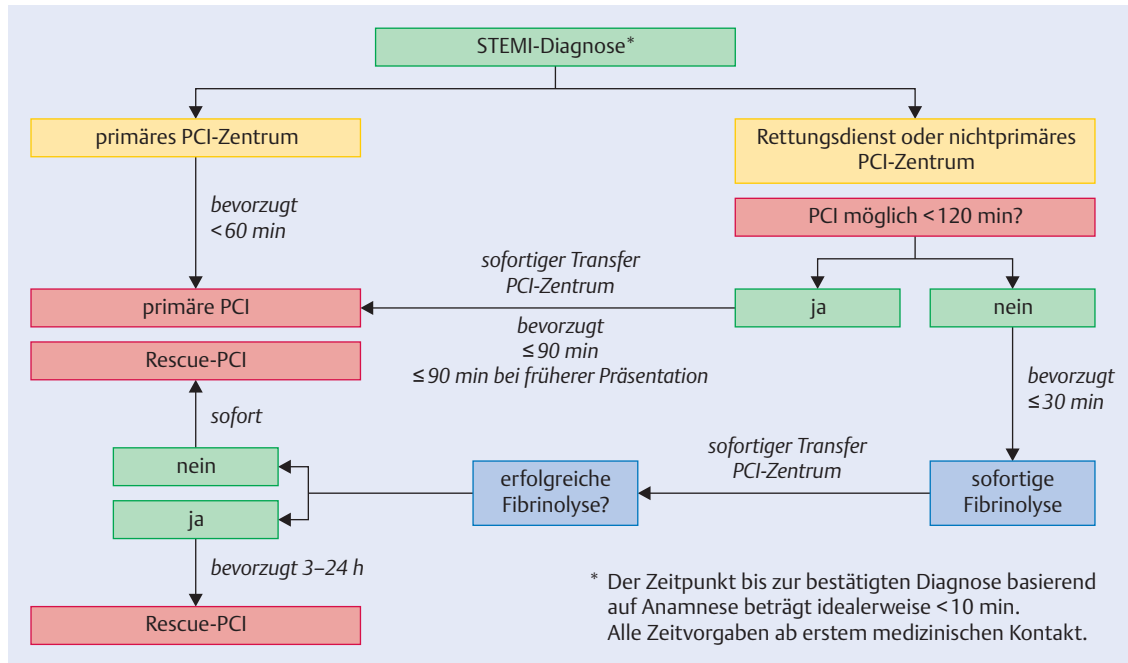 STEMI-Diagnose*
primäres PCI-Zentrum
Rettungsdienst oder nichtprimäres
PCI-Zentrum
bevorzugt
<60 min
PCI möglich <120 min?
sofortiger Transfer
PCI-Zentrum
primäre PCI
ja
nein
bevorzugt
≤90 min
≤90 min bei früherer Präsentation
Rescue-PCI
bevorzugt
≤30 min
sofort
nein
sofortiger Transfer
PCI-Zentrum
erfolgreiche
Fibrinolyse?
sofortige
Fibrinolyse
ja
bevorzugt 3–24 h
Rescue-PCI
* Der Zeitpunkt bis zur bestätigten Diagnose basierend
auf Anamnese beträgt idealerweise <10 min.
Alle Zeitvorgaben ab erstem medizinischen Kontakt.